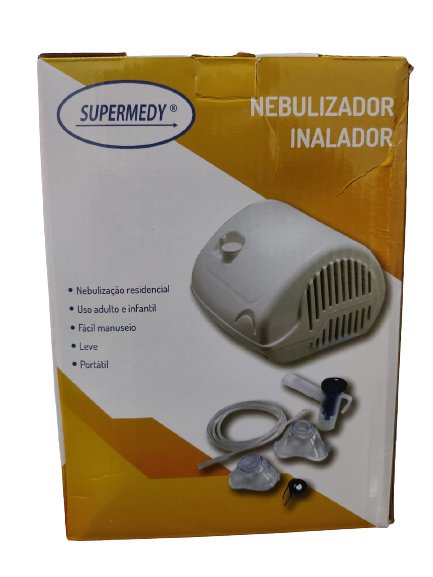 SUPERMEDY ®
NEBULIZADOR
INALADOR
• Nebulização residencial
• Uso adulto e infantil
• Fácil manuseio
• Leve
• Portátil